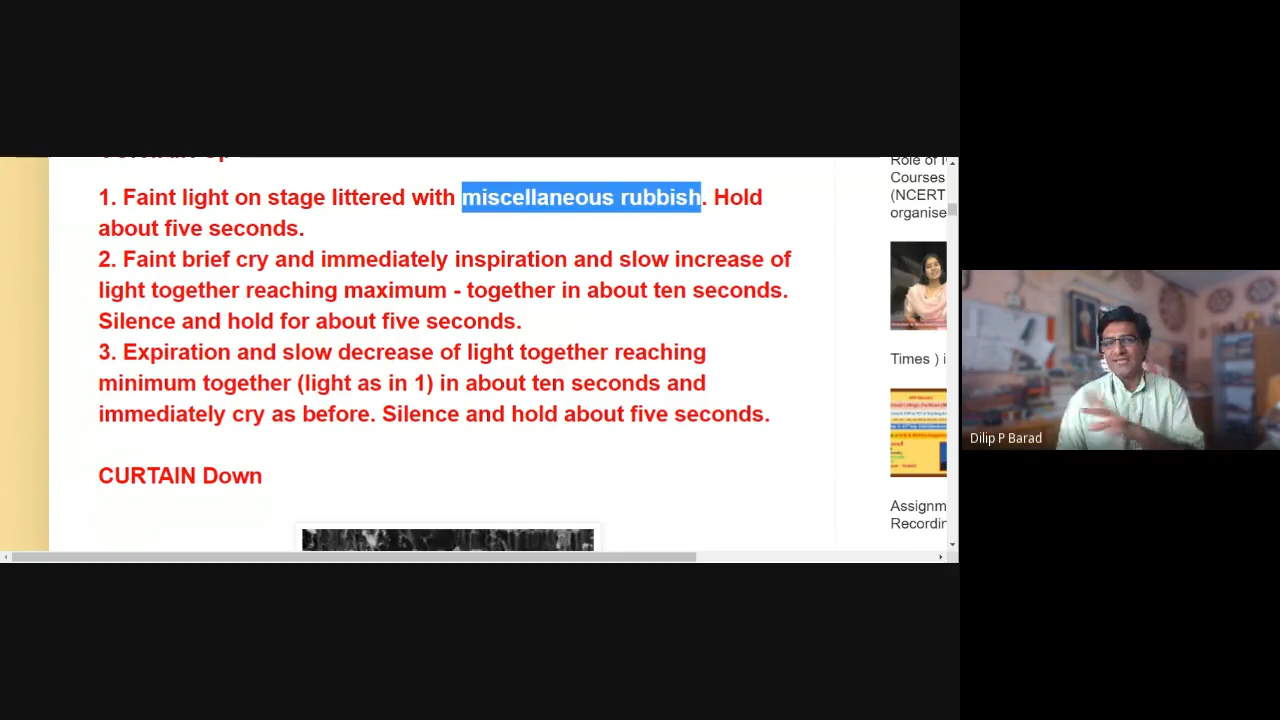 1. Faint light on stage littered with miscellaneous rubbish. Hold
about five seconds.
2. Faint brief cry and immediately inspiration and slow increase of
light together reaching maximum - together in about ten seconds.
Silence and hold for about five seconds.
3. Expiration and slow decrease of light together reaching
minimum together (light as in 1) in about ten seconds and
immediately cry as before. Silence and hold about five seconds.
CURTAIN Down
Role of
Courses
(NCERT
organise
Times ) i
Assignm
Recordin
Dilip P Barad